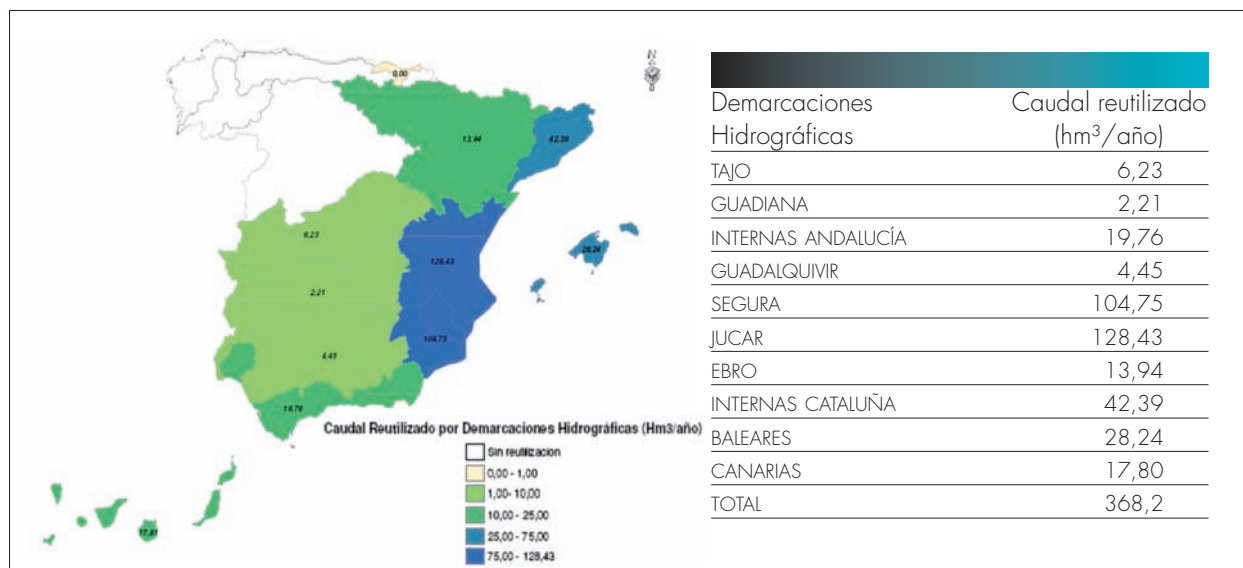 N
0,00
13,94
42,39
6,23
128,43
28,24
2,21
104,75
4,45
19,76
17,81
Caudal Reutilizado por Demarcaciones Hidrográficas (Hm3/año)
Sin reutilizacion
0,00 - 1,00
1,00- 10,00
10,00 - 25,00
25,00 - 75,00
75,00 - 128,43
Demarcaciones Caudal reutilizado
Hidrográficas (hm³/año)
TAJO 6,23
GUADIANA 2,21
INTERNAS ANDALUCÍA 19,76
GUADALQUIVIR 4,45
SEGURA 104,75
JUCAR 128,43
EBRO 13,94
INTERNAS CATALUÑA 42,39
BALEARES 28,24
CANARIAS 17,80
TOTAL 368,2